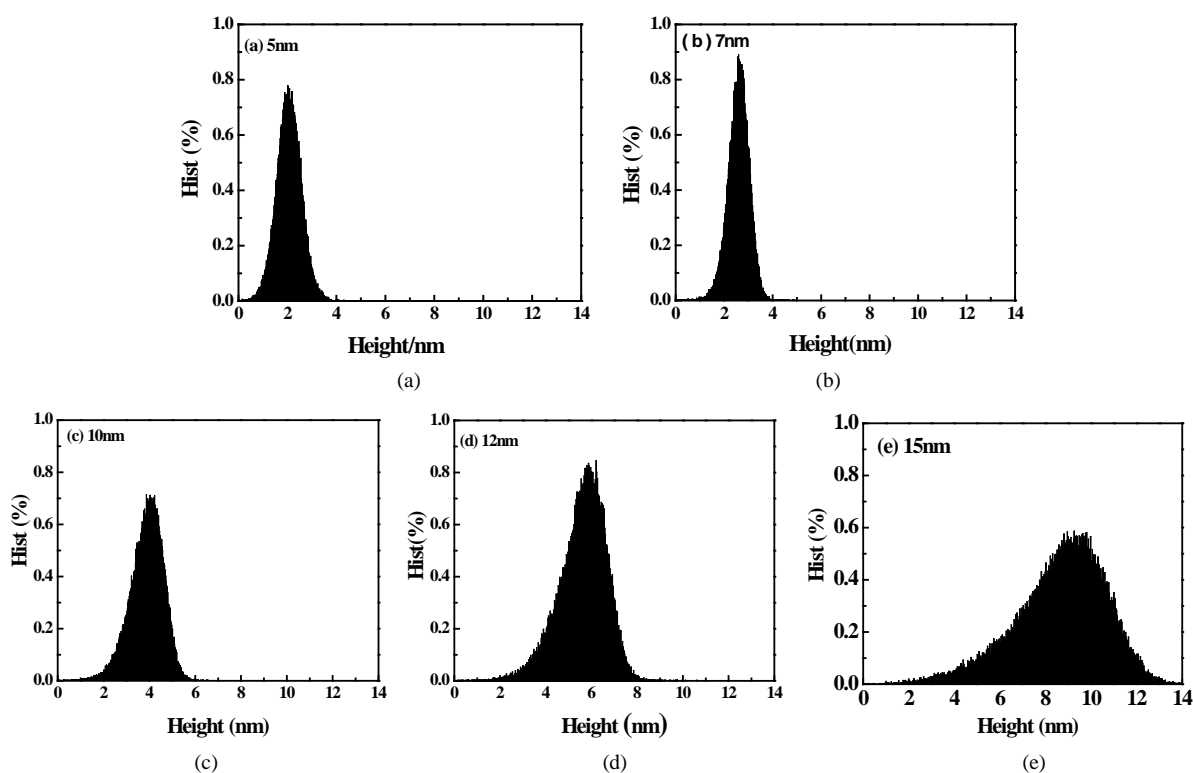 (a) 5nm
1.0
0.8
0.6
0.4
0.2
0.0
Hist (%)
0 2 4 6 8 10 12 14
Height/nm
(a)
( b ) 7nm
1.0
0.8
0.6
0.4
0.2
0.0
Hist (%)
0 2 4 6 8 10 12 14
Height(nm)
(b)
(c) 10nm
1.0
0.8
0.6
0.4
0.2
0.0
Hist (%)
0 2 4 6 8 10 12 14
Height (nm)
(c)
(d) 12nm
1.0
0.8
0.6
0.4
0.2
0.0
Hist(%)
0 2 4 6 8 10 12 14
Height (nm)
(d)
(e) 15nm
1.0
0.8
0.6
0.4
0.2
0.0
Hist (%)
0 2 4 6 8 10 12 14
Height (nm)
(e)